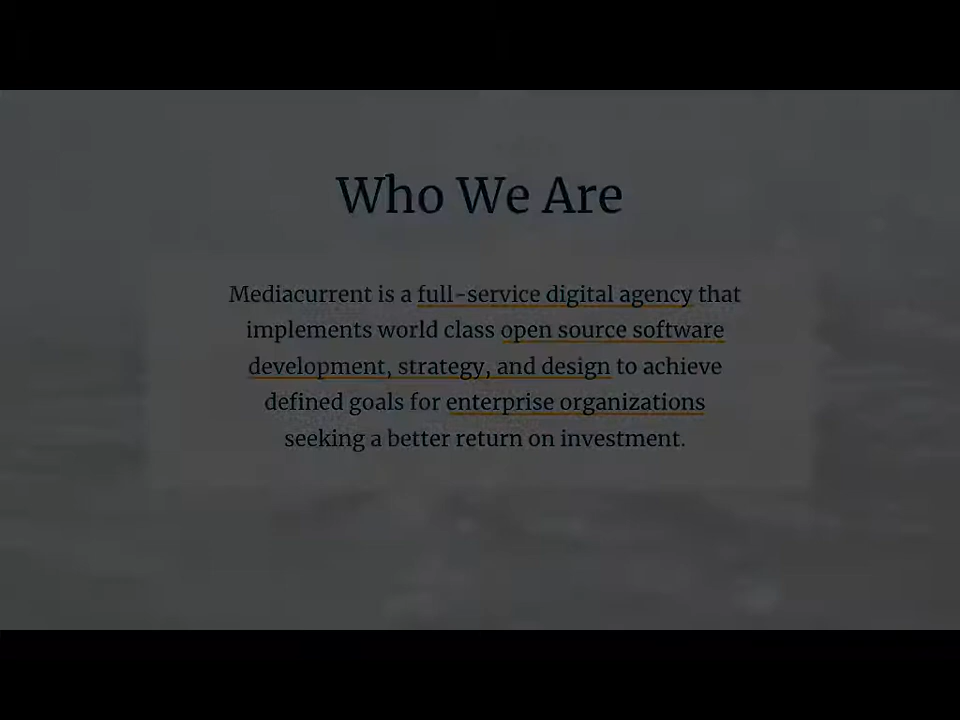 Who We Are
Mediacurrent is a full-service digital agency that
implements world class open source software
development, strategy, and design to achieve
defined goals for enterprise organizations
seeking a better return on investment.